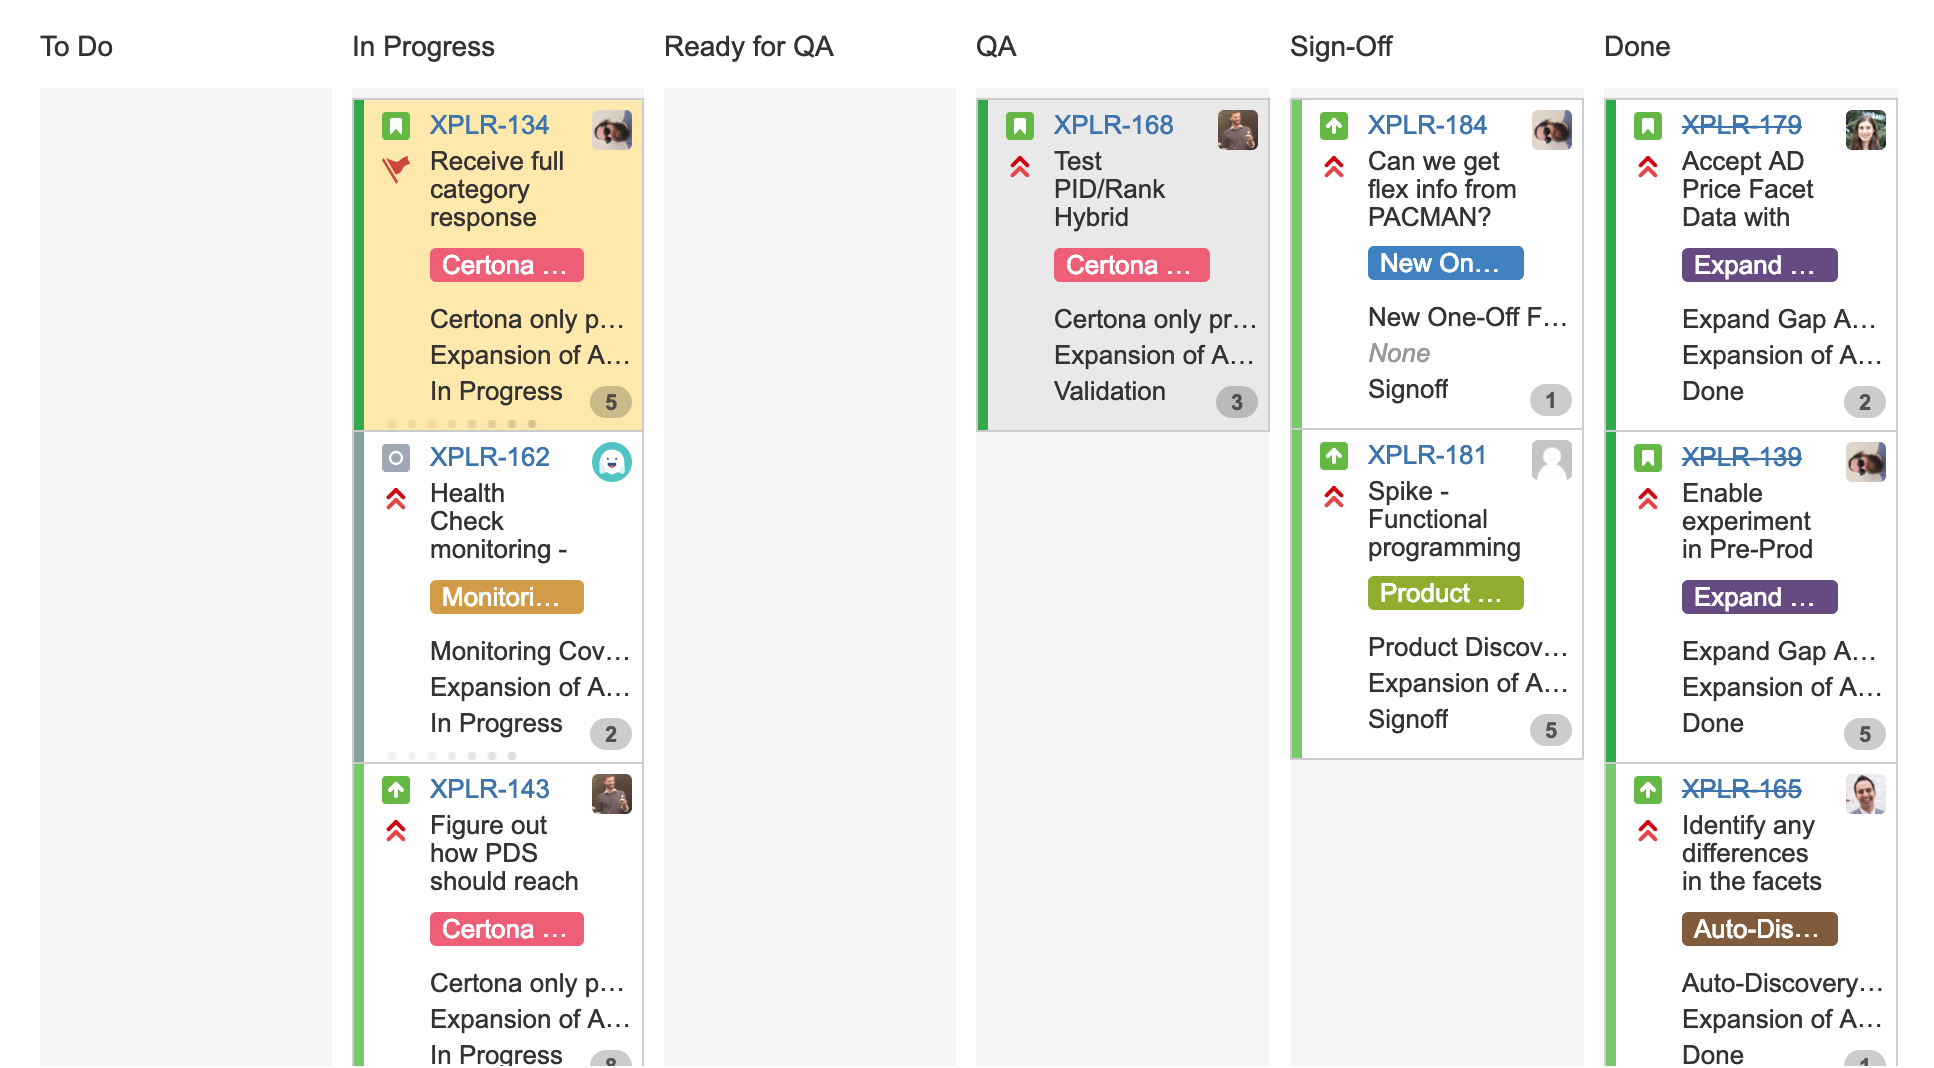 To Do
In Progress
Ready for QA
QA
Sign-Off
Done
XPLR-134
Receive full
category
response
Certona ...
Certona only p...
Expansion of A...
In Progress
5
XPLR-162
Health
Check
monitoring -
Monitori...
Monitoring Cov...
Expansion of A...
In Progress
2
XPLR-143
Figure out
how PDS
should reach
Certona ...
Certona only p...
Expansion of A...
In Progress
8
XPLR-168
Test
PID/Rank
Hybrid
Certona ...
Certona only pr...
Expansion of A...
Validation
3
XPLR-184
Can we get
flex info from
PACMAN?
New On...
New One-Off F...
None
Signoff
1
XPLR-181
Spike -
Functional
programming
Product ...
Product Discov...
Expansion of A...
Signoff
5
XPLR-179
Accept AD
Price Facet
Data with
Expand ...
Expand Gap A...
Expansion of A...
Done
2
XPLR-139
Enable
experiment
in Pre-Prod
Expand ...
Expand Gap A...
Expansion of A...
Done
5
XPLR-165
Identify any
differences
in the facets
Auto-Dis...
Auto-Discovery...
Expansion of A...
Done
1